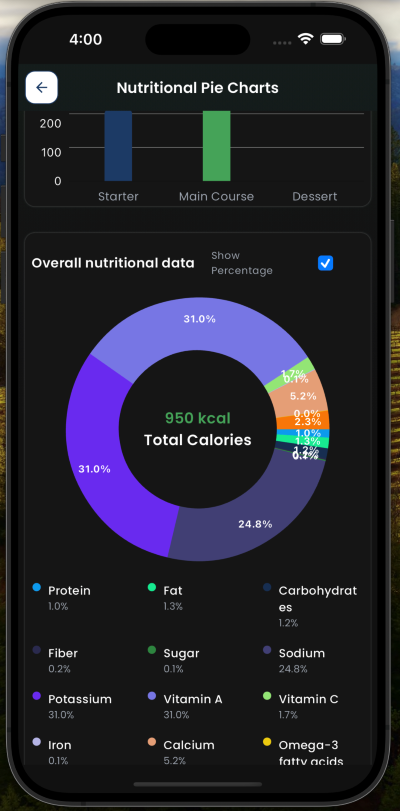 4:00
Nutritional Pie Charts
200
100
0
Starter Main Course Dessert
Overall nutritional data
Show
Percentage
31.0%
1.7%
0.1%
5.2%
0.0%
2.3%
1.0%
1.3%
1.2%
0.1%
24.8%
31.0%
950 kcal
Total Calories
Protein
1.0%
Fat
1.3%
Carbohydrat
es
1.2%
Fiber
0.2%
Sugar
0.1%
Sodium
24.8%
Potassium
31.0%
Vitamin A
31.0%
Vitamin C
1.7%
Iron
0.1%
Calcium
5.2%
Omega-3
fatty acids